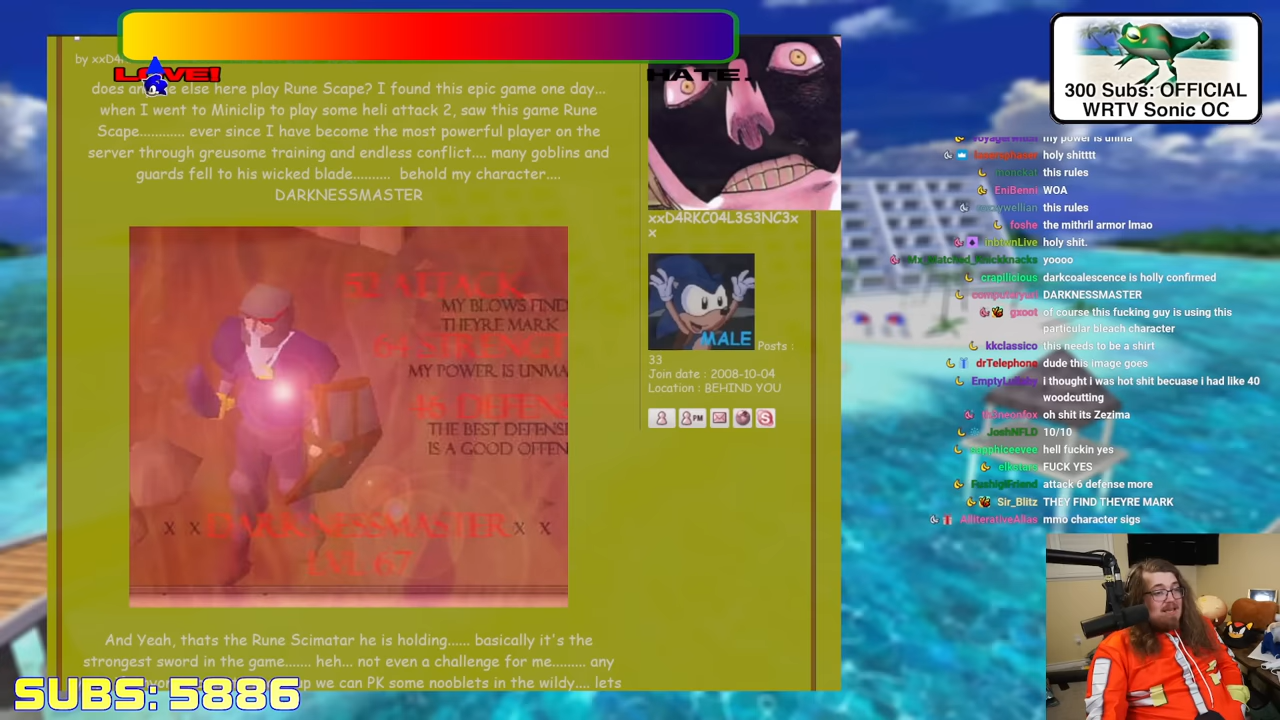 LOVE!
HATE
by xxD4
does an e else here play Rune Scape? I found this epic game one day...
when I went to Miniclip to play some heli attack 2, saw this game Rune
Scape........... ever since I have become the most powerful player on the
server through greusome training and endless conflict.... many goblins and
guards fell to his wicked blade......... behold my character....
DARKNESSMASTER
52 ATTACK
MY BLOWS FIND
THEYRE MARK
64 STRENGT
MY POWER IS UNMA
46 DEFENS
THE BEST DEFENS
IS A GOOD OFFEN
x x DARKNESSMASTER x x
LVL 67
And Yeah, thats the Rune Scimatar he is holding...... basically it's the
strongest sword in the game....... heh... not even a challenge for me......... any
we can PK some nooblets in the wildy.... lets
xxD4RKC04L3S3NC3x
x
MALE
Posts :
33
Join date : 2008-10-04
Location : BEHIND YOU
PM
SUBS: 5886
300 Subs: OFFICIAL
WRTV Sonic OC
my power is unma
holy shitttt
this rules
EniBenni WOA
this rules
foshe the mithril armor lmao
inbtwnLive holy shit.
yoooo
crapilicious darkcoalescence is holly confirmed
DARKNESSMASTER
gxoot of course this fucking guy is using this
particular bleach character
kkclassico this needs to be a shirt
drTelephone dude this image goes
EmptyLullaby i thought i was hot shit becuase i had like 40
woodcutting
oh shit its Zezima
JoshNFLD 10/10
hell fuckin yes
FUCK YES
FushigiFriend attack 6 defense more
Sir_Blitz THEY FIND THEYRE MARK
AlliterativeAlias mmo character sigs